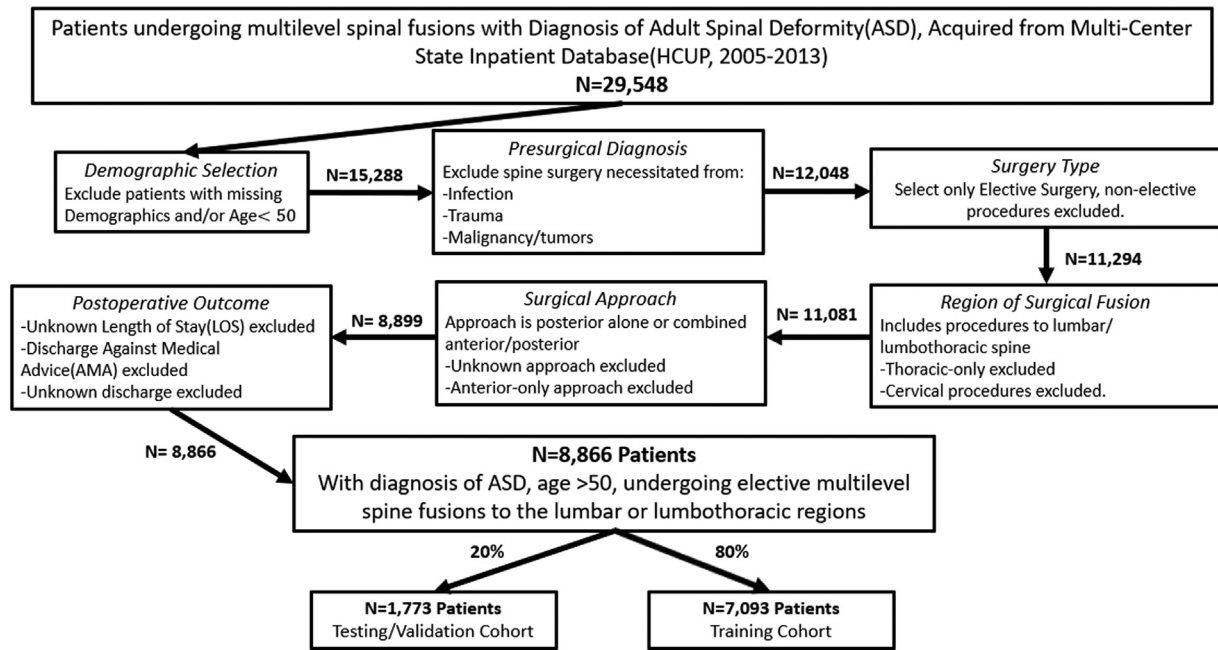 Patients undergoing multilevel spinal fusions with Diagnosis of Adult Spinal Deformity(ASD), Acquired from Multi-Center
State Inpatient Database(HCUP, 2005-2013)
N=29,548
Demographic Selection
Exclude patients with missing
Demographics and/or Age< 50
N=15,288
Presurgical Diagnosis
Exclude spine surgery necessitated from:
-Infection
-Trauma
-Malignancy/tumors
N=12,048
Surgery Type
Select only Elective Surgery, non-elective
procedures excluded.
N=11,294
Region of Surgical Fusion
Includes procedures to lumbar/
lumbothoracic spine
-Thoracic-only excluded
-Cervical procedures excluded.
N= 11,081
Surgical Approach
Approach is posterior alone or combined
anterior/posterior
-Unknown approach excluded
-Anterior-only approach excluded
N= 8,899
Postoperative Outcome
-Unknown Length of Stay(LOS) excluded
-Discharge Against Medical
Advice(AMA) excluded
-Unknown discharge excluded
N= 8,866
N=8,866 Patients
With diagnosis of ASD, age >50, undergoing elective multilevel
spine fusions to the lumbar or lumbothoracic regions
20%
80%
N=1,773 Patients
Testing/Validation Cohort
N=7,093 Patients
Training Cohort